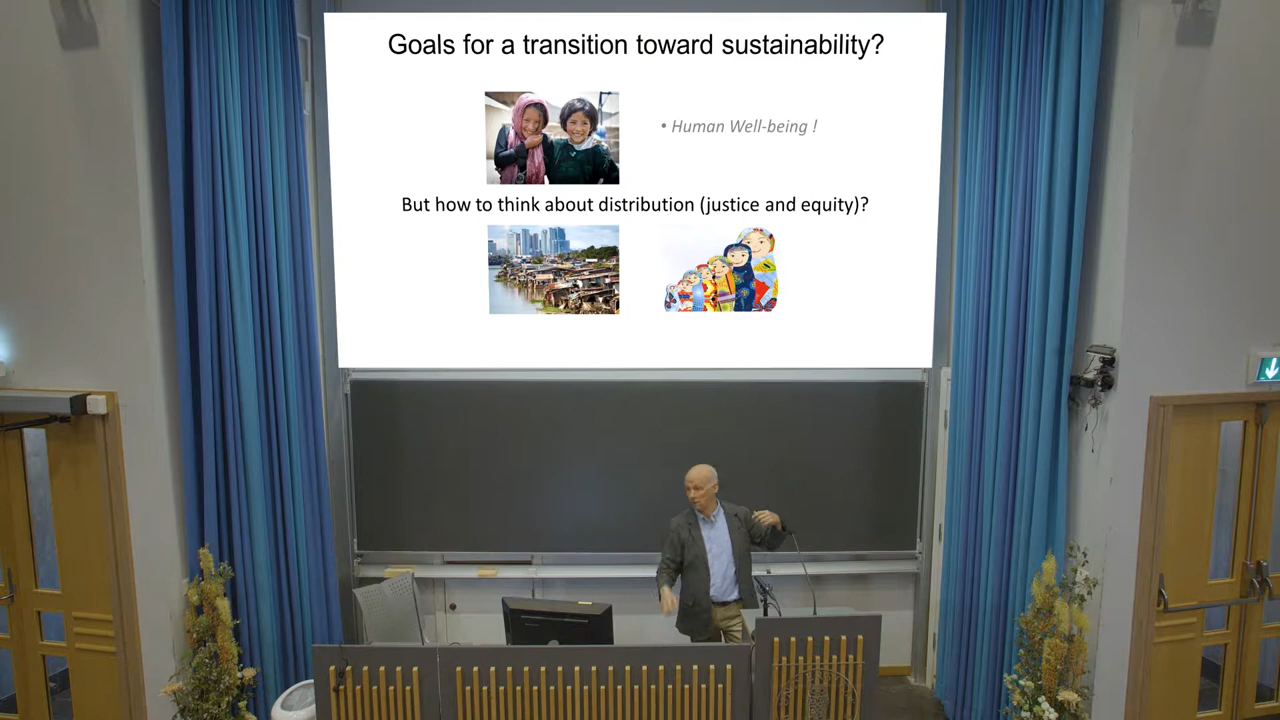 Goals for a transition toward sustainability?
• Human Well-being !
But how to think about distribution (justice and equity)?